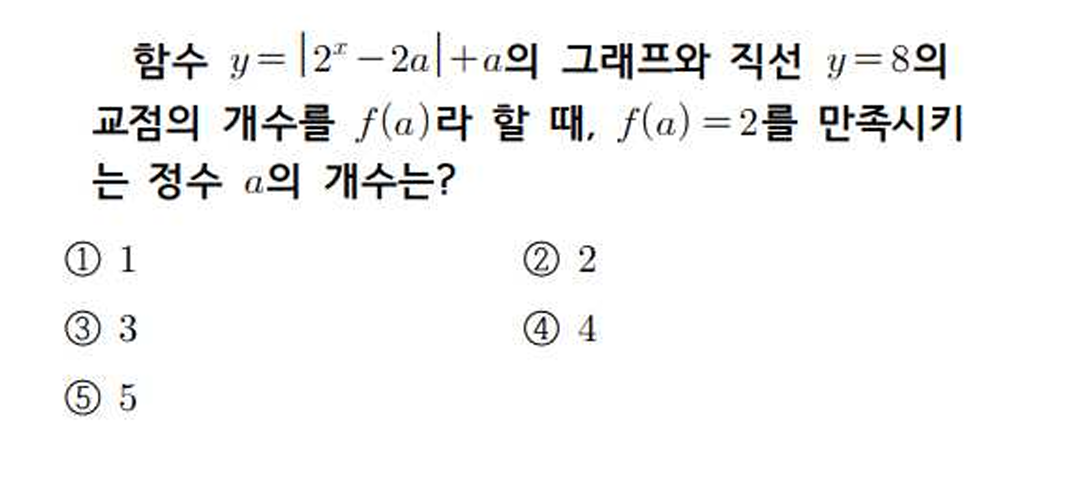 함수 y=|2^x-2a|+a의 그래프와 직선 y=8의
교점의 개수를 f(a)라 할 때, f(a)=2를 만족시키
는 정수 a의 개수는?
① 1 ② 2
③ 3 ④ 4
⑤ 5